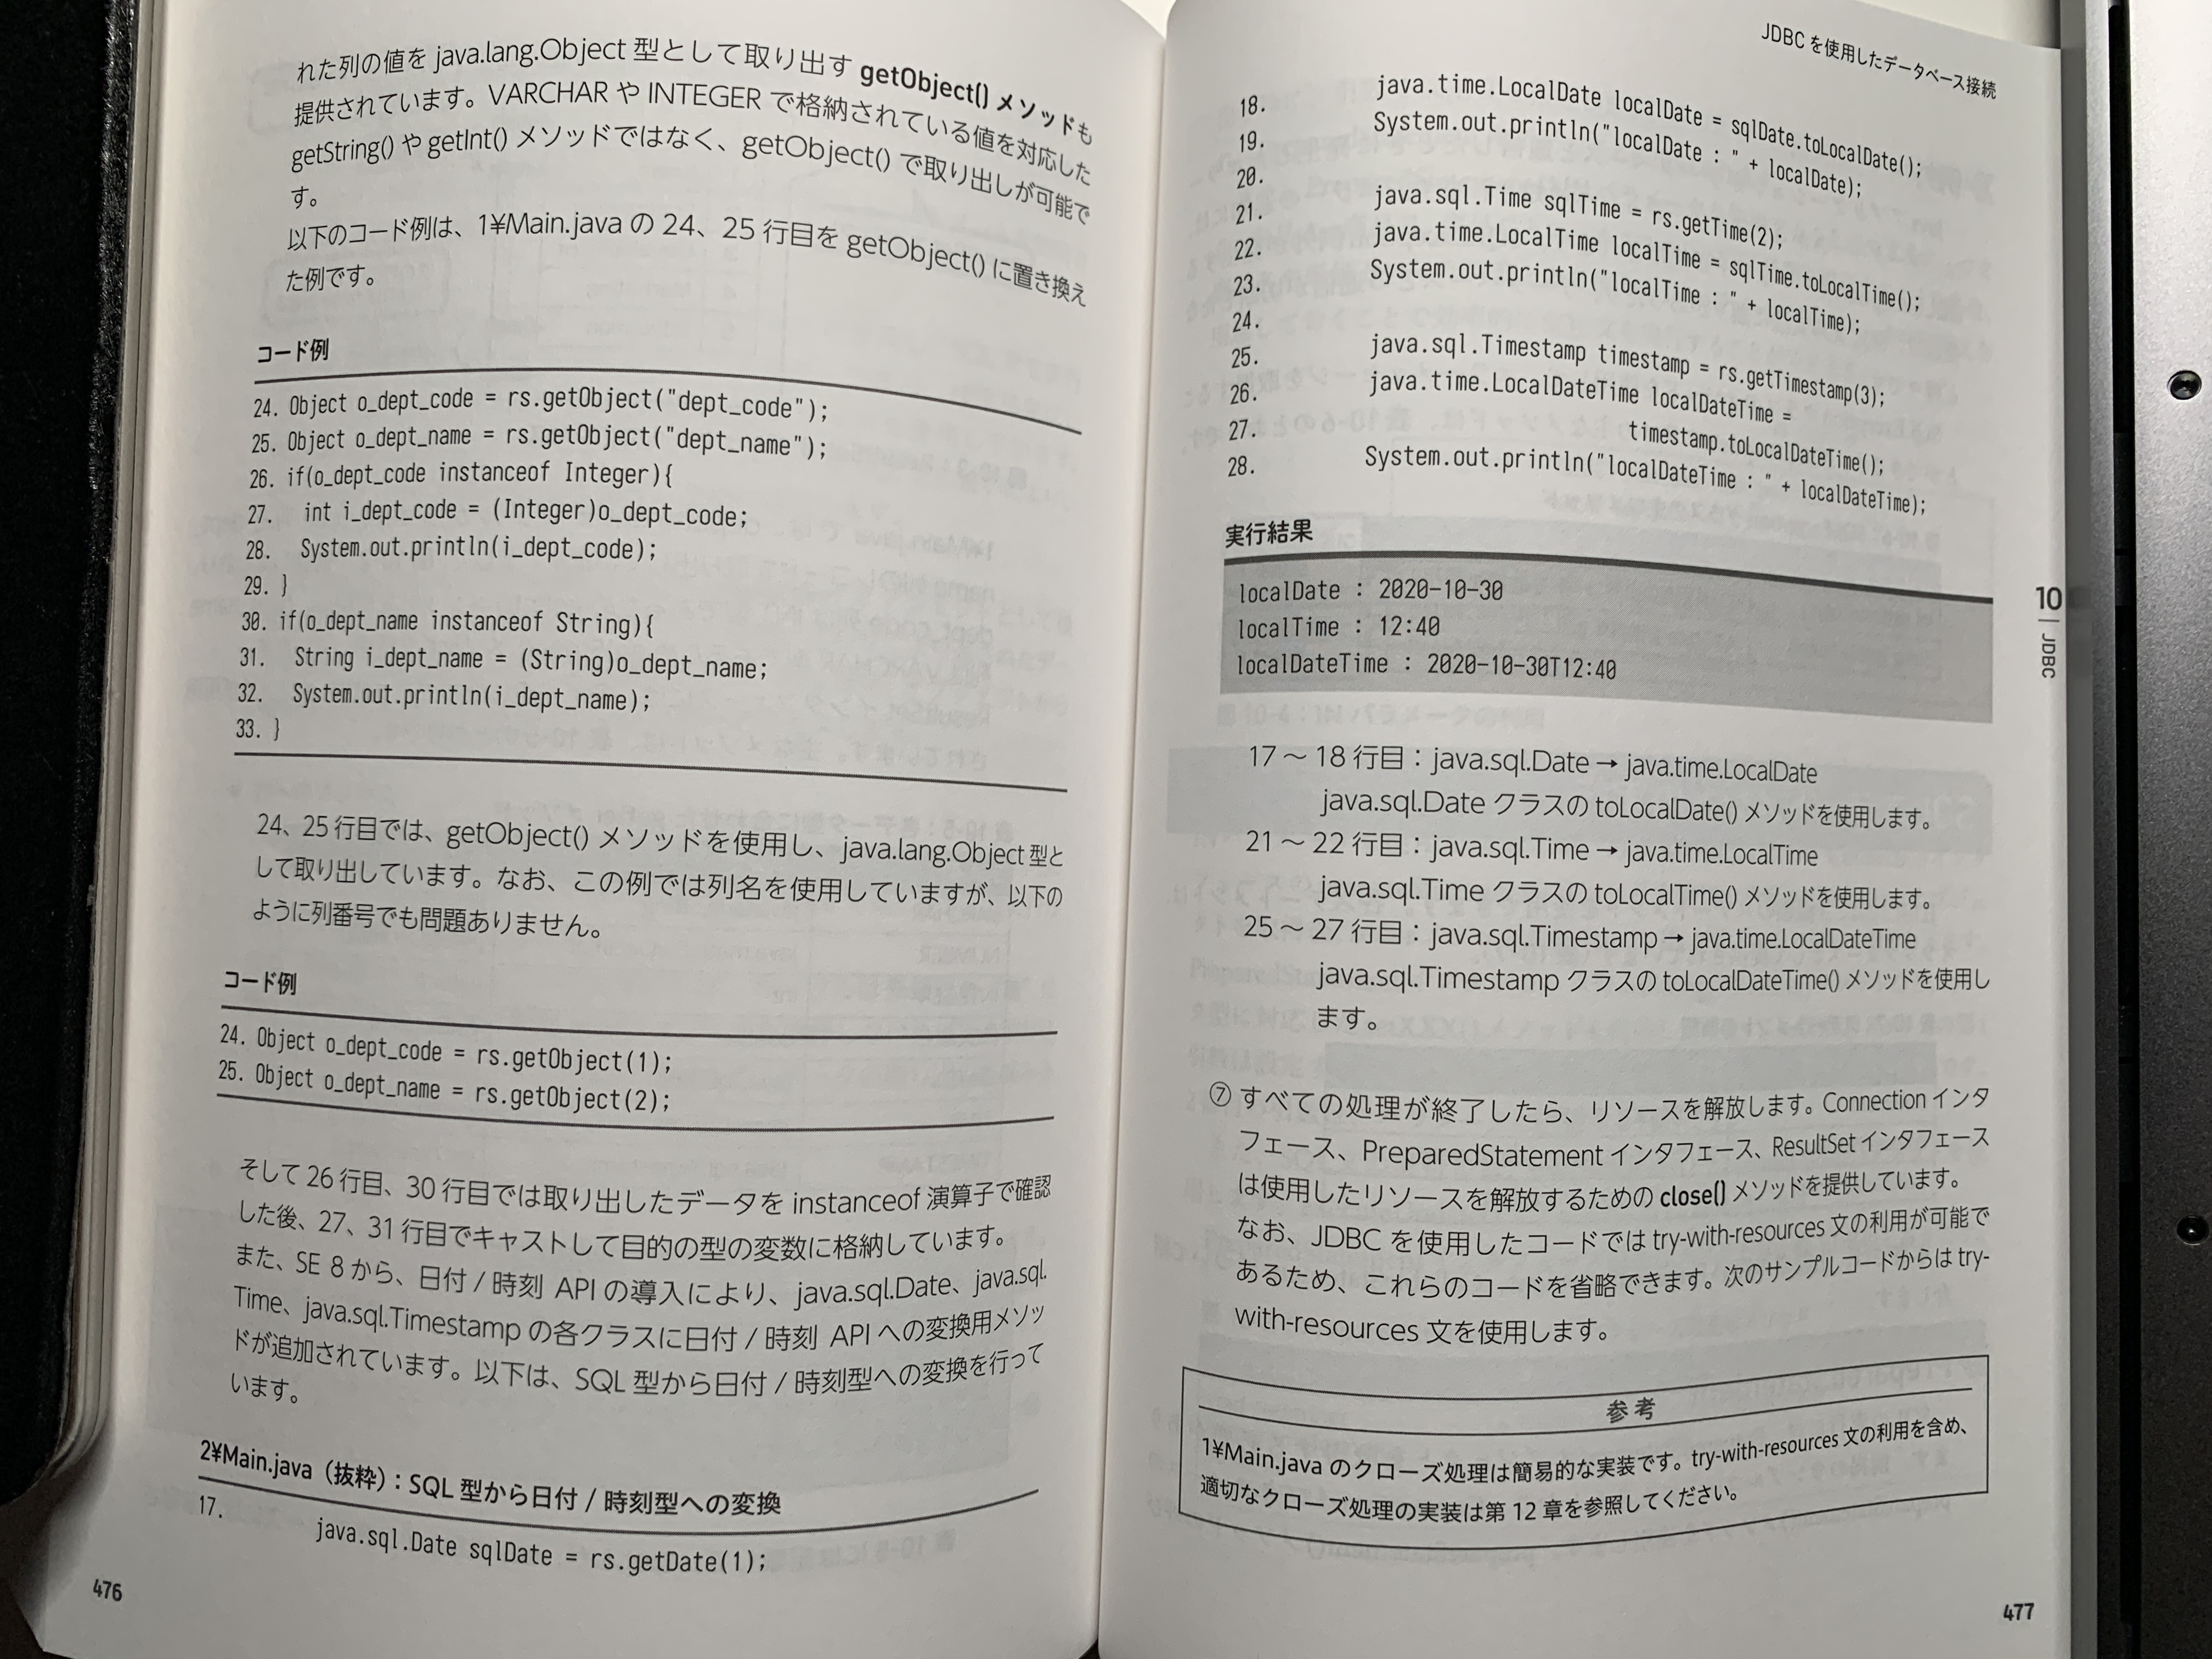 れた列の値を java.lang.Object 型として取り出す getObject() メソッドも
提供されています。VARCHAR や INTEGER で格納されている値を対応した
getString() や getInt() メソッドではなく、getObject() で取り出しが可能で
す。
以下のコード例は、1¥Main.java の 24、25 行目を getObject() に置き換え
た例です。
コード例
24. Object o_dept_code = rs.getObject("dept_code");
25. Object o_dept_name = rs.getObject("dept_name");
26. if(o_dept_code instanceof Integer){
27.   int i_dept_code = (Integer)o_dept_code;
28.   System.out.println(i_dept_code);
29. }
30. if(o_dept_name instanceof String){
31.   String i_dept_name = (String)o_dept_name;
32.   System.out.println(i_dept_name);
33. }
24、25 行目では、getObject() メソッドを使用し、java.lang.Object 型と
して取り出しています。なお、この例では列名を使用していますが、以下の
ように列番号でも問題ありません。
コード例
24. Object o_dept_code = rs.getObject(1);
25. Object o_dept_name = rs.getObject(2);
そして 26 行目、30 行目では取り出したデータを instanceof 演算子で確認
した後、27、31 行目でキャストして目的の型の変数に格納しています。
また、SE 8 から、日付 / 時刻 API の導入により、java.sql.Date、java.sql.
Time、java.sql.Timestamp の各クラスに日付 / 時刻 API への変換用メソッ
ドが追加されています。以下は、SQL 型から日付 / 時刻型への変換を行って
います。
2¥Main.java（抜粋）：SQL 型から日付 / 時刻型への変換
17.   java.sql.Date sqlDate = rs.getDate(1);
476
JDBC を使用したデータベース接続
18.   java.time.LocalDate localDate = sqlDate.toLocalDate();
19.   System.out.println("localDate : " + localDate);
20.
21.   java.sql.Time sqlTime = rs.getTime(2);
22.   java.time.LocalTime localTime = sqlTime.toLocalTime();
23.   System.out.println("localTime : " + localTime);
24.
25.   java.sql.Timestamp timestamp = rs.getTimestamp(3);
26.   java.time.LocalDateTime localDateTime =
27.   timestamp.toLocalDateTime();
28.   System.out.println("localDateTime : " + localDateTime);
実行結果
localDate : 2020-10-30
localTime : 12:40
localDateTime : 2020-10-30T12:40
17 ～ 18 行目：java.sql.Date → java.time.LocalDate
java.sql.Date クラスの toLocalDate() メソッドを使用します。
21 ～ 22 行目：java.sql.Time → java.time.LocalTime
java.sql.Time クラスの toLocalTime() メソッドを使用します。
25 ～ 27 行目：java.sql.Timestamp → java.time.LocalDateTime
java.sql.Timestamp クラスの toLocalDateTime() メソッドを使用し
ます。
⑦ すべての処理が終了したら、リソースを解放します。Connection インタ
フェース、PreparedStatement インタフェース、ResultSet インタフェース
は使用したリソースを解放するための close() メソッドを提供しています。
なお、JDBC を使用したコードでは try-with-resources 文の利用が可能で
あるため、これらのコードを省略できます。次のサンプルコードからは try-
with-resources 文を使用します。
参考
1¥Main.java のクローズ処理は簡易的な実装です。try-with-resources 文の利用を含め、
適切なクローズ処理の実装は第 12 章を参照してください。
10
JDBC
477